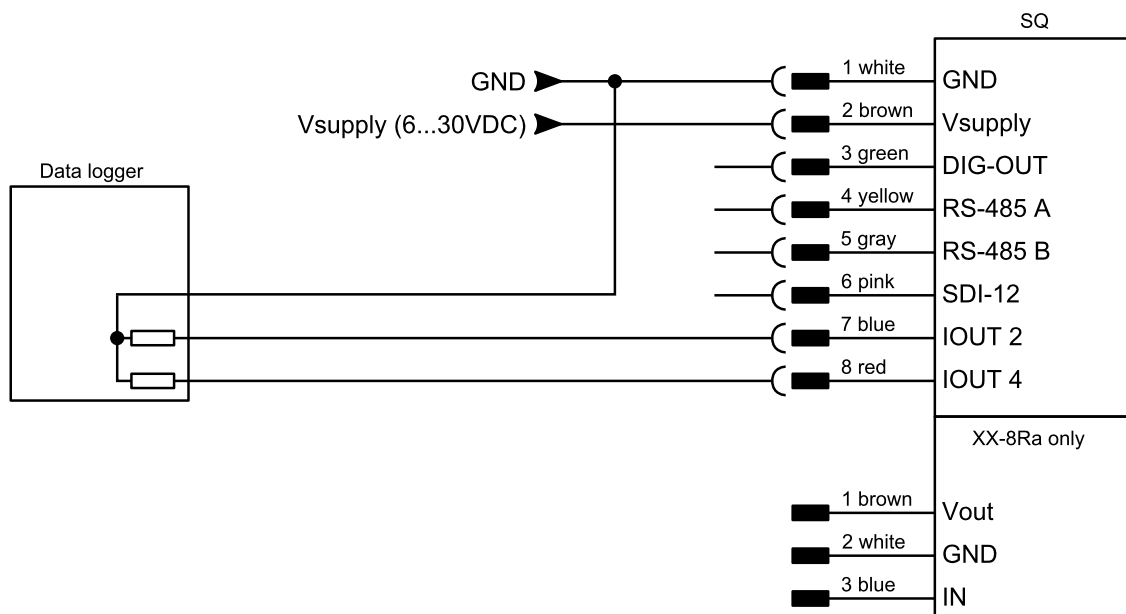 SQ
GND
1 white
GND
Vsupply (6...30VDC)
2 brown
Vsupply
Data logger
3 green
DIG-OUT
4 yellow
RS-485 A
5 gray
RS-485 B
6 pink
SDI-12
7 blue
IOUT 2
8 red
IOUT 4
XX-8Ra only
1 brown
Vout
2 white
GND
3 blue
IN